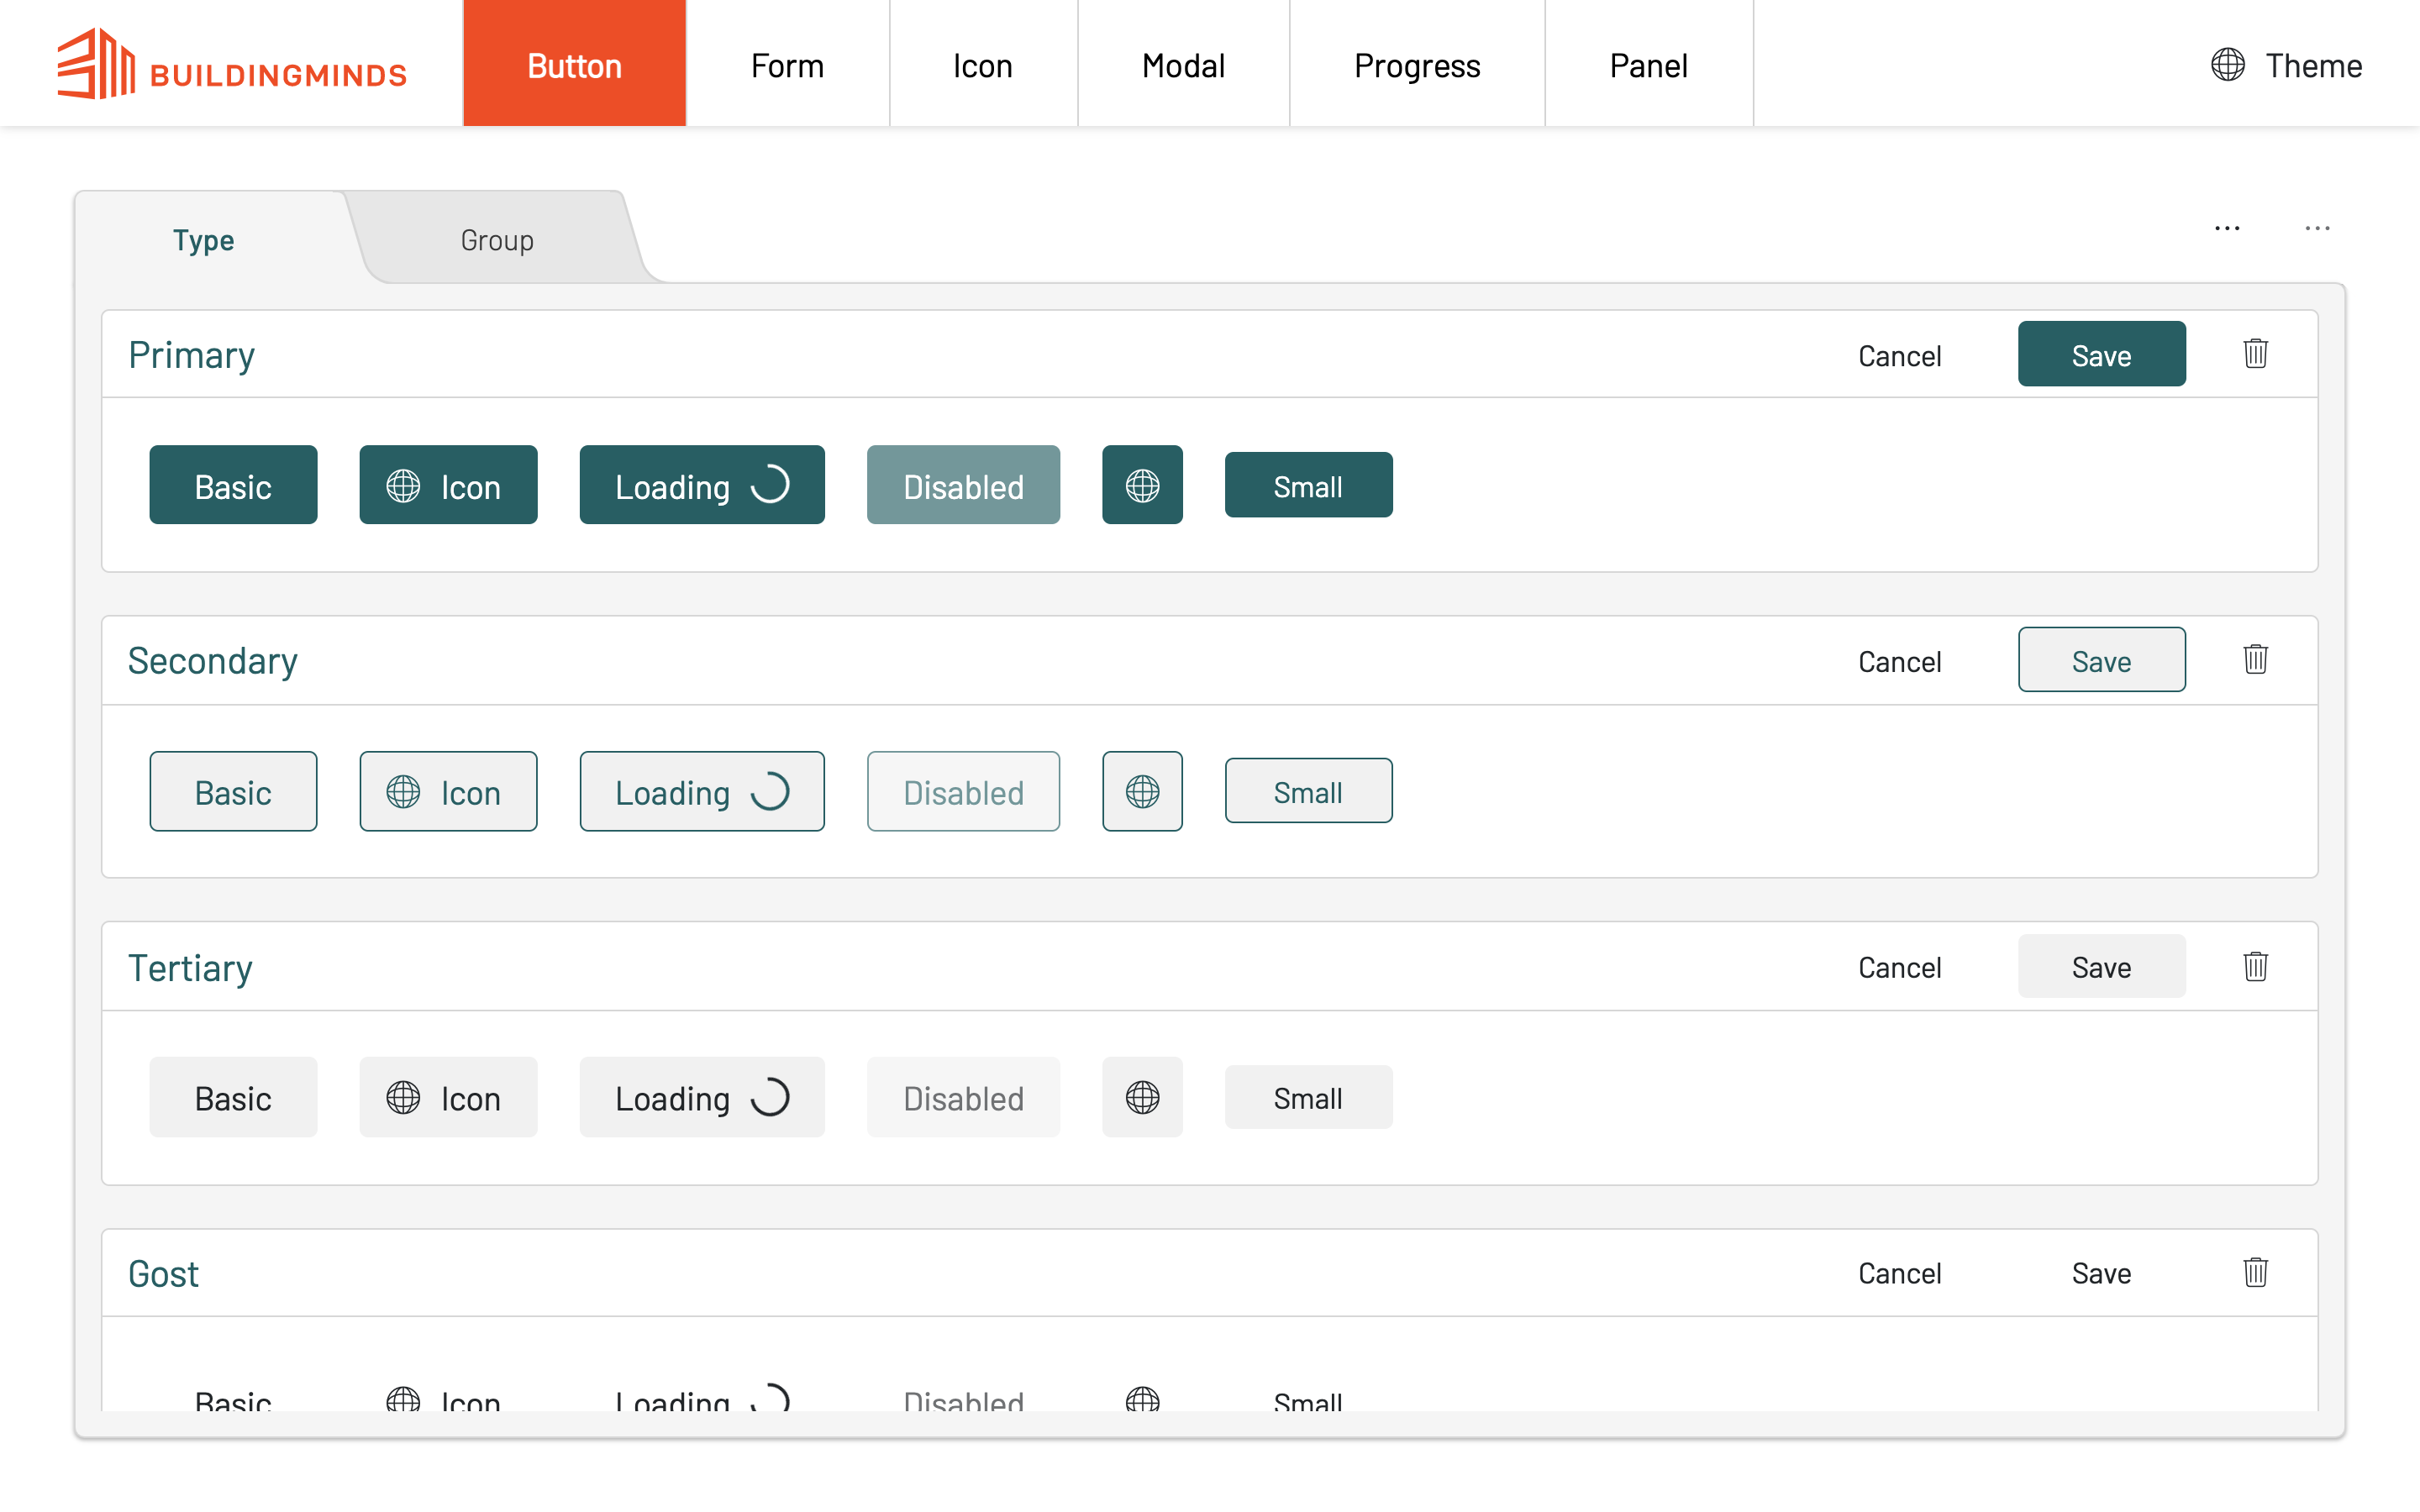 BUILDINGMINDS Button Form Icon Modal Progress Panel Theme
Type Group ... ...
Primary Cancel Save
Basic Icon Loading Disabled Small
Secondary Cancel Save
Basic Icon Loading Disabled Small
Tertiary Cancel Save
Basic Icon Loading Disabled Small
Gost Cancel Save
Basic Icon Loading Disabled Small